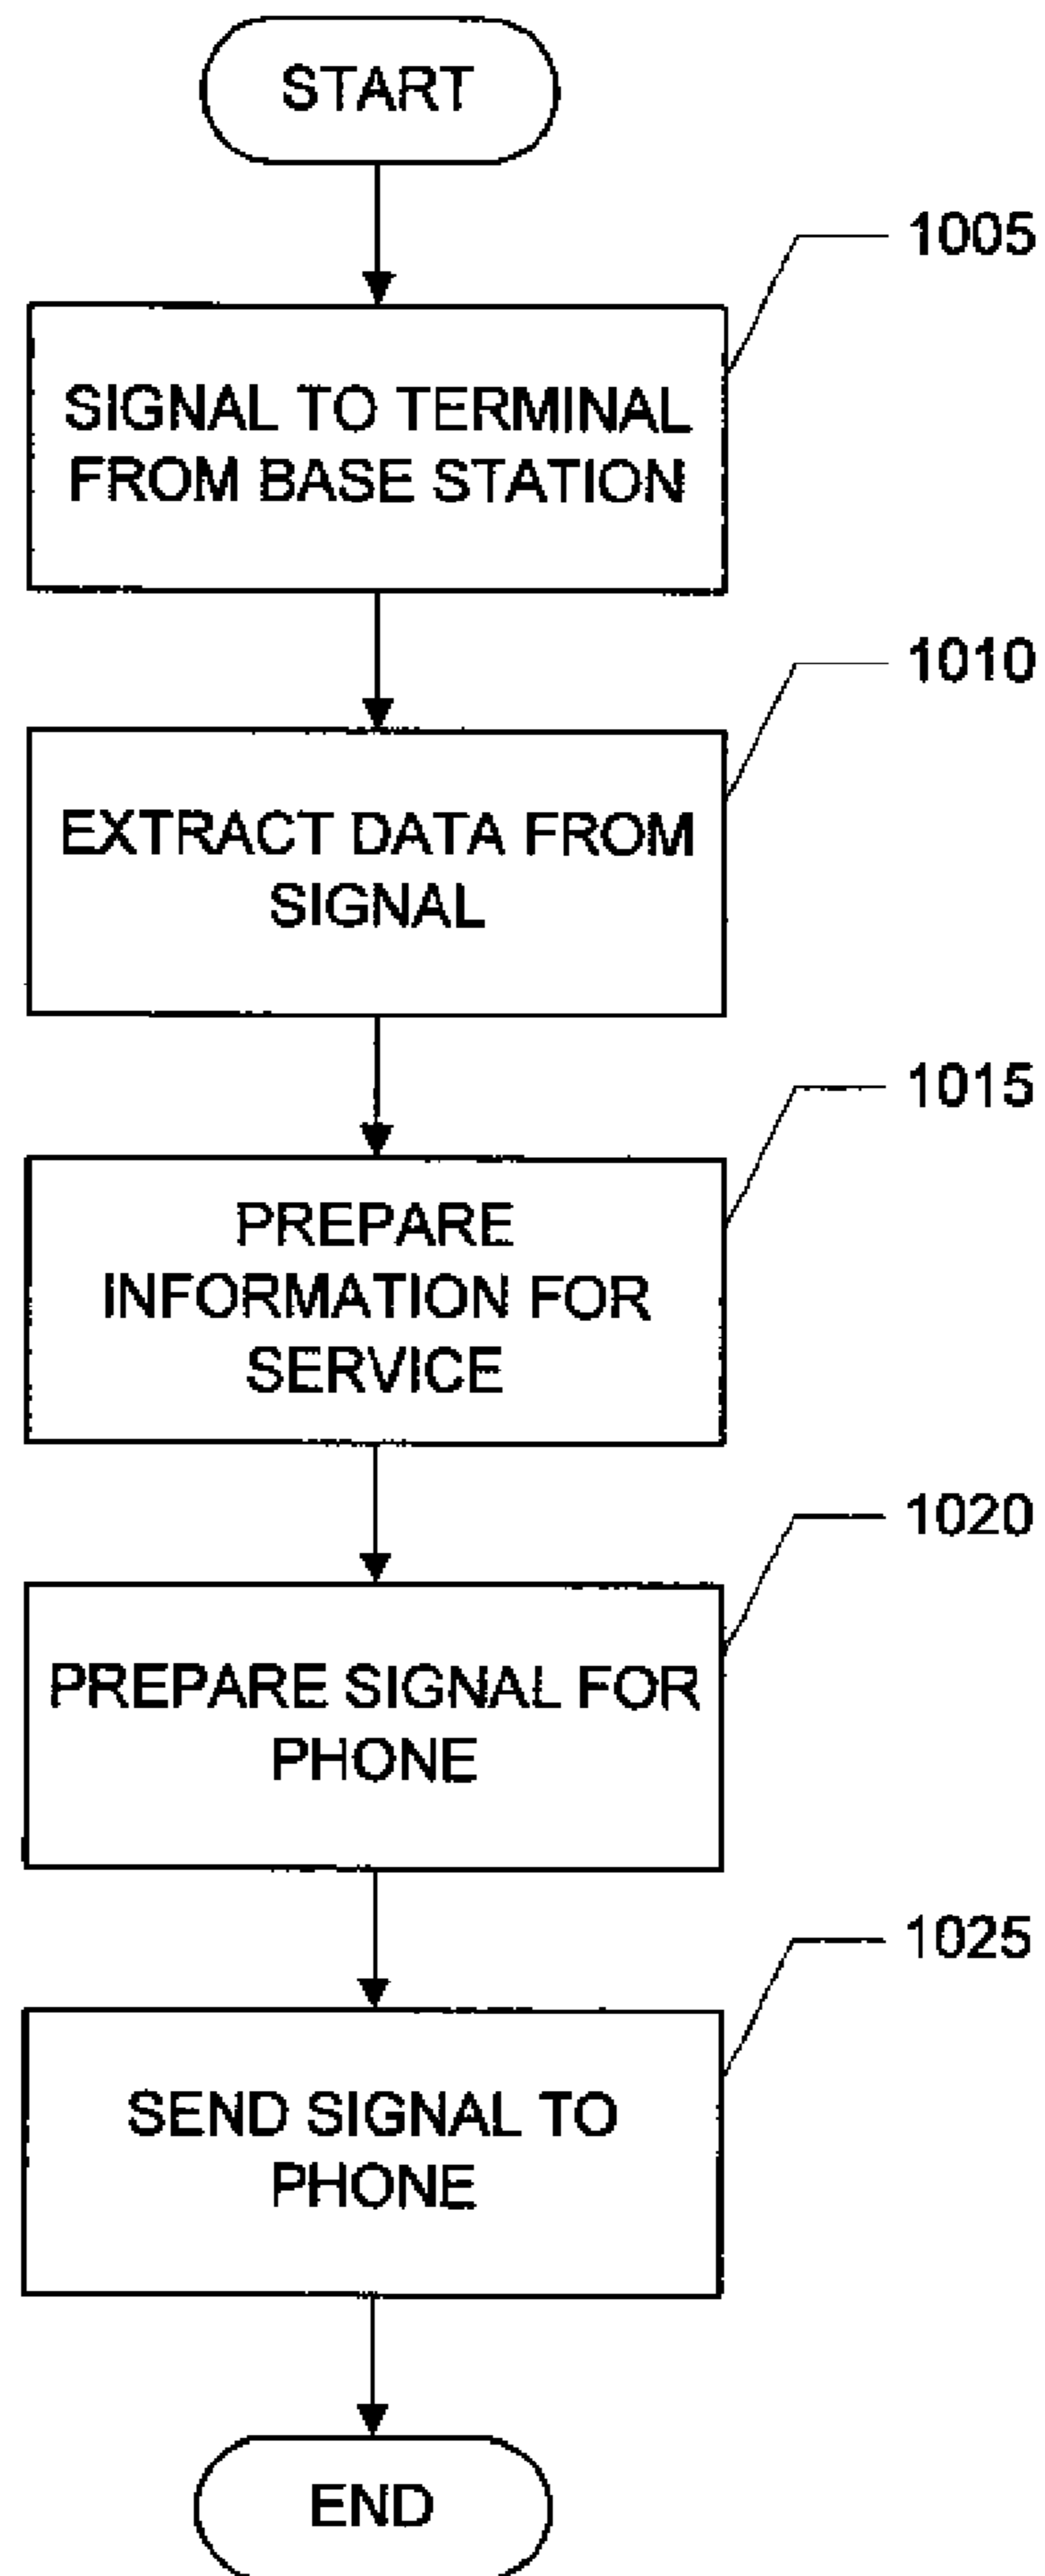 START
1005
SIGNAL TO TERMINAL
FROM BASE STATION
1010
EXTRACT DATA FROM
SIGNAL
1015
PREPARE
INFORMATION FOR
SERVICE
1020
PREPARE SIGNAL FOR
PHONE
1025
SEND SIGNAL TO
PHONE
END